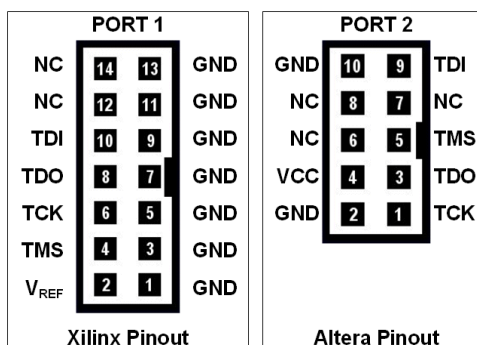 PORT 1
NC 14 13 GND
NC 12 11 GND
TDI 10 9 GND
TDO 8 7 GND
TCK 6 5 GND
TMS 4 3 GND
VREF 2 1 GND
Xilinx Pinout
PORT 2
GND 10 9 TDI
NC 8 7 NC
NC 6 5 TMS
VCC 4 3 TDO
GND 2 1 TCK
Altera Pinout